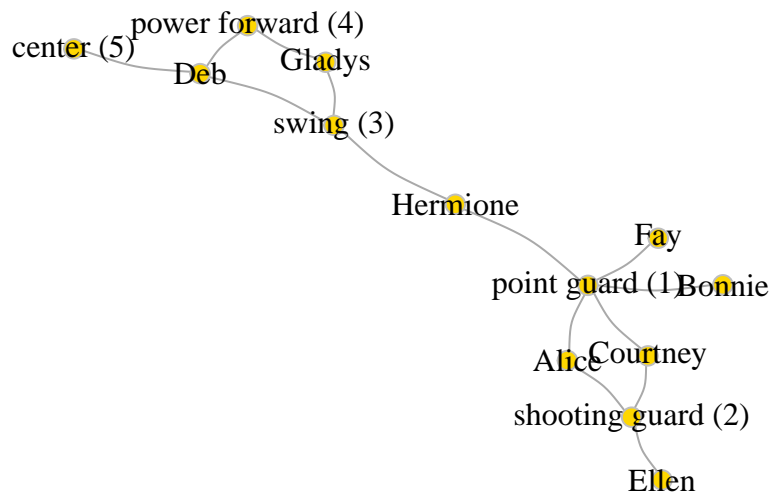 power forward (4)
center (5)
Gladys
Deb
swing (3)
Hermione
Fay
point guard (1)
Bonnie
Alice
Courtney
shooting guard (2)
Ellen